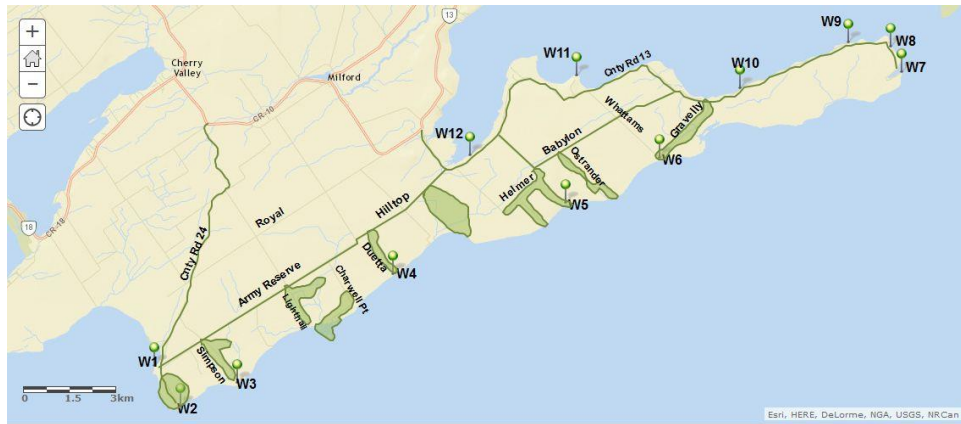 +
−
13
Cherry
Valley
Milford
CR-10
18
CR-18
W9
W8
W7
W10
W11
Cnty Rd 13
Whattams
Gravelly
W12
Babylon
W6
Ostrander
Helmer
W5
Hilltop
Royal
Cnty Rd 24
Duetta
W4
Army Reserve
Charwell Pt
Lighthall
W1
Simpson
W3
W2
0 1.5 3km
Esri, HERE, DeLorme, NGA, USGS, NRCan